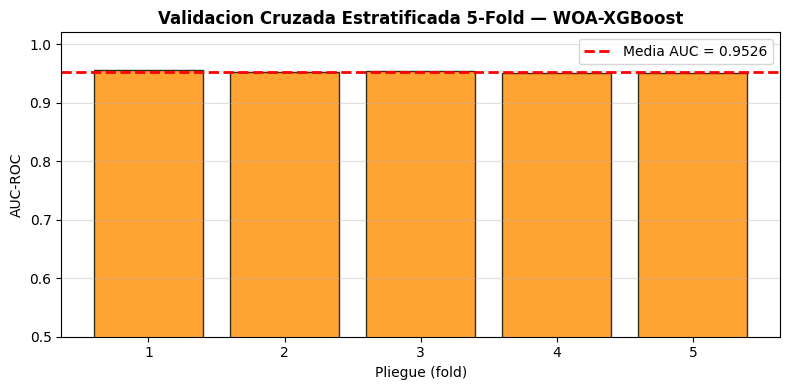 Validacion Cruzada Estratificada 5-Fold — WOA-XGBoost
Media AUC = 0.9526
AUC-ROC
1.0
0.9
0.8
0.7
0.6
0.5
1 2 3 4 5
Pliegue (fold)